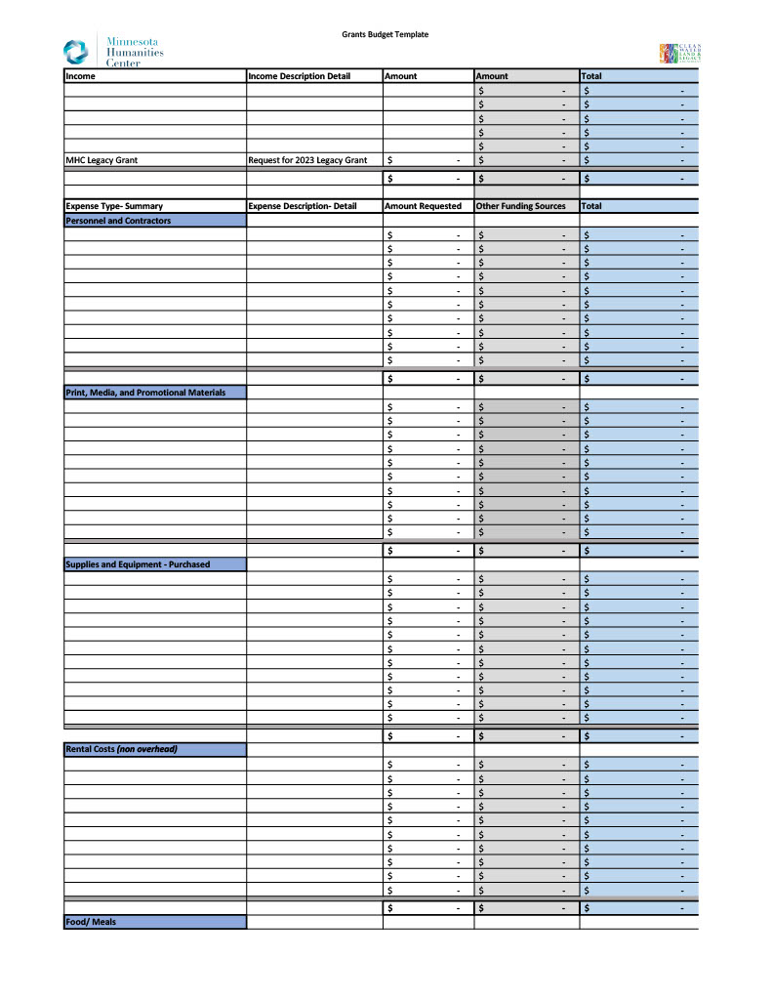 Grants Budget Template
Minnesota
Humanities
Center
CLEAN
WATER
LAND &
LEGACY
Income Income Description Detail Amount Amount Total
$ - $ -
$ - $ -
$ - $ -
$ - $ -
$ - $ -
MHC Legacy Grant Request for 2023 Legacy Grant $ - $ - $ -
$ - $ - $ -
Expense Type- Summary Expense Description- Detail Amount Requested Other Funding Sources Total
Personnel and Contractors
$ - $ - $ -
$ - $ - $ -
$ - $ - $ -
$ - $ - $ -
$ - $ - $ -
$ - $ - $ -
$ - $ - $ -
$ - $ - $ -
$ - $ - $ -
$ - $ - $ -
$ - $ - $ -
Print, Media, and Promotional Materials
$ - $ - $ -
$ - $ - $ -
$ - $ - $ -
$ - $ - $ -
$ - $ - $ -
$ - $ - $ -
$ - $ - $ -
$ - $ - $ -
$ - $ - $ -
$ - $ - $ -
$ - $ - $ -
Supplies and Equipment - Purchased
$ - $ - $ -
$ - $ - $ -
$ - $ - $ -
$ - $ - $ -
$ - $ - $ -
$ - $ - $ -
$ - $ - $ -
$ - $ - $ -
$ - $ - $ -
$ - $ - $ -
$ - $ - $ -
$ - $ - $ -
Rental Costs (non overhead)
$ - $ - $ -
$ - $ - $ -
$ - $ - $ -
$ - $ - $ -
$ - $ - $ -
$ - $ - $ -
$ - $ - $ -
$ - $ - $ -
$ - $ - $ -
$ - $ - $ -
$ - $ - $ -
Food/ Meals